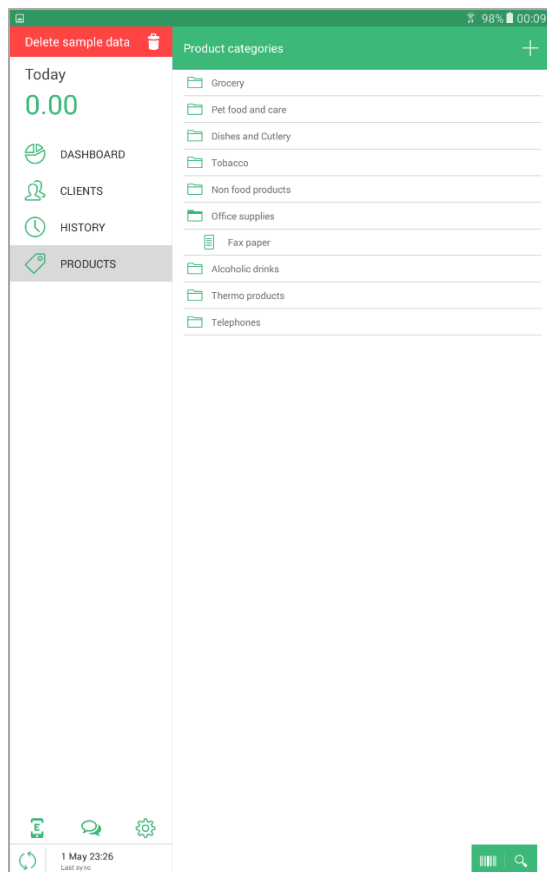 98% 00:09
Delete sample data
Product categories
Today
0.00
DASHBOARD
CLIENTS
HISTORY
PRODUCTS
Grocery
Pet food and care
Dishes and Cutlery
Tobacco
Non food products
Office supplies
Fax paper
Alcoholic drinks
Thermo products
Telephones
E
1 May 23:26
Last sync